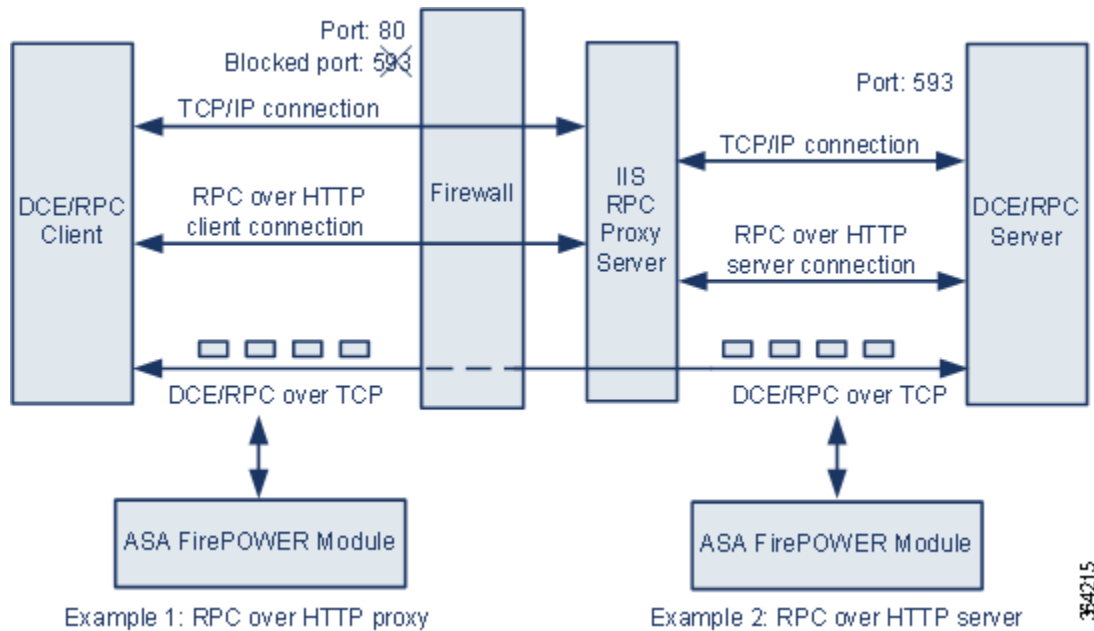 Port: 80
Blocked port: 593
Port: 593
TCP/IP connection
TCP/IP connection
DCE/RPC
Client
RPC over HTTP
client connection
Firewall
IIS
RPC
Proxy
Server
RPC over HTTP
server connection
DCE/RPC
Server
DCE/RPC over TCP
DCE/RPC over TCP
ASA FirePOWER Module
ASA FirePOWER Module
Example 1: RPC over HTTP proxy
Example 2: RPC over HTTP server